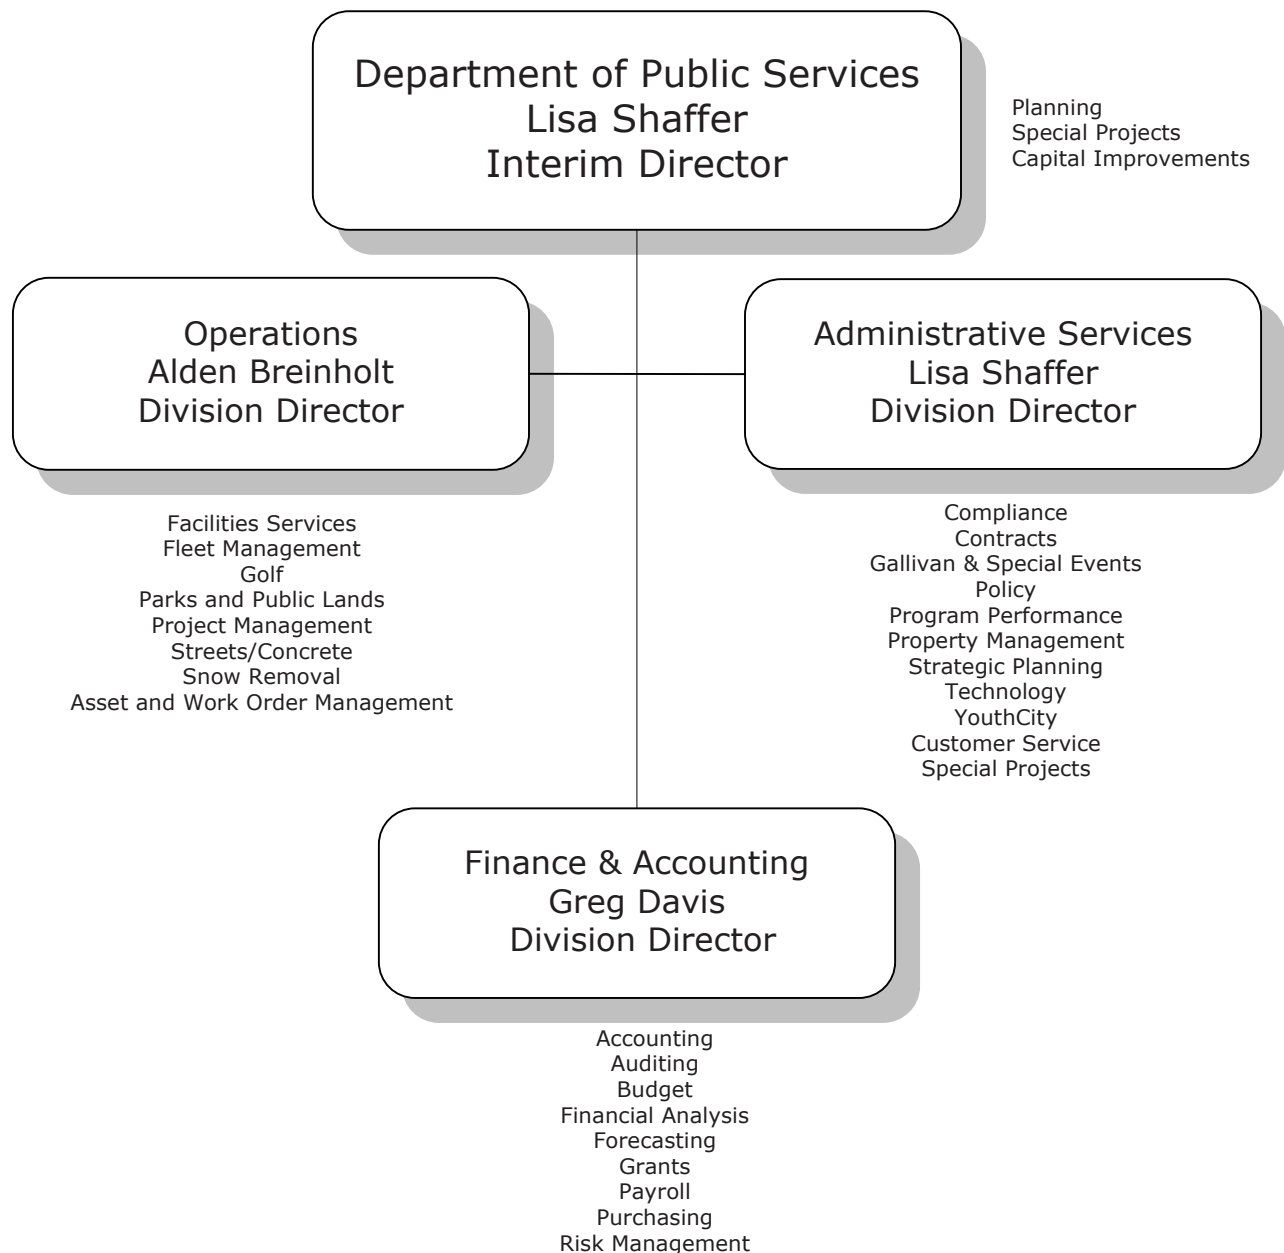 Department of Public Services
Lisa Shaffer
Interim Director
Planning
Special Projects
Capital Improvements
Operations
Alden Breinholt
Division Director
Administrative Services
Lisa Shaffer
Division Director
Facilities Services
Fleet Management
Golf
Parks and Public Lands
Project Management
Streets/Concrete
Snow Removal
Asset and Work Order Management
Compliance
Contracts
Gallivan & Special Events
Policy
Program Performance
Property Management
Strategic Planning
Technology
YouthCity
Customer Service
Special Projects
Finance & Accounting
Greg Davis
Division Director
Accounting
Auditing
Budget
Financial Analysis
Forecasting
Grants
Payroll
Purchasing
Risk Management